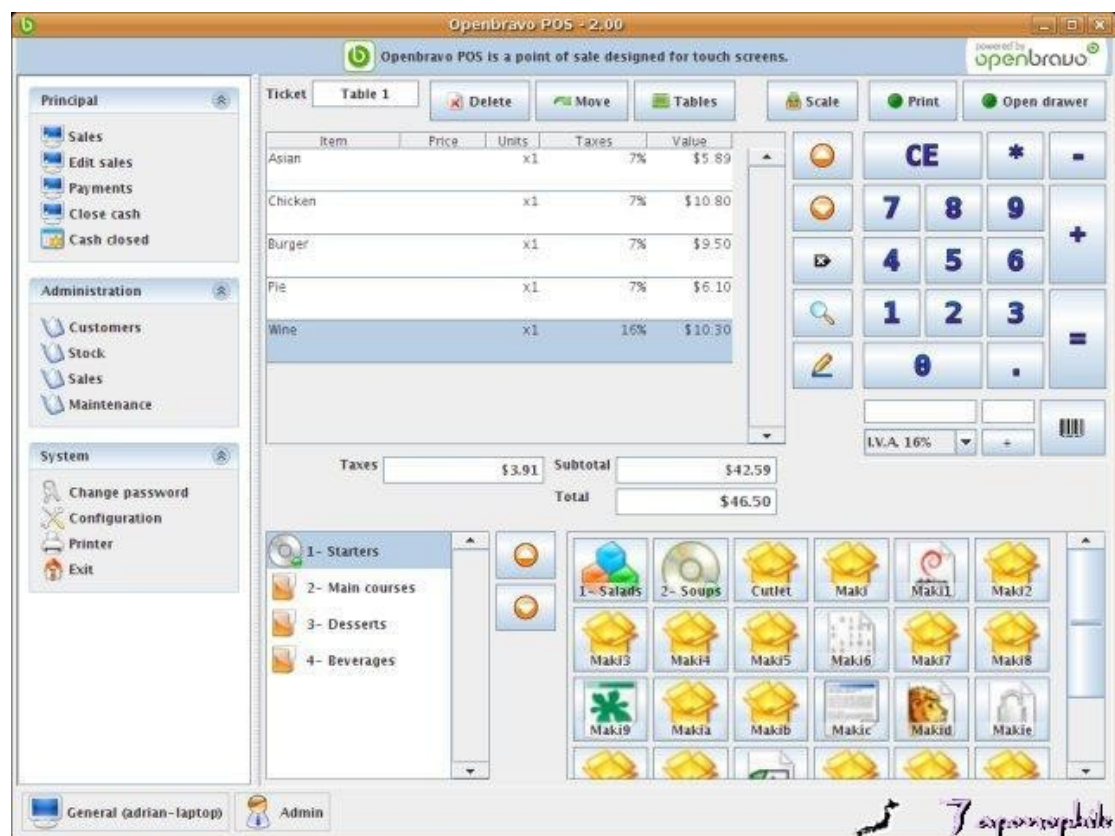 Openbravo POS - 2.00
Openbravo POS is a point of sale designed for touch screens.
powered by
openbravo
Principal
Sales
Edit sales
Payments
Close cash
Cash closed
Administration
Customers
Stock
Sales
Maintenance
System
Change password
Configuration
Printer
Exit
Ticket Table 1 Delete Move Tables Scale Print Open drawer
Item Price Units Taxes Value
Asian x1 7% $5.89
Chicken x1 7% $10.80
Burger x1 7% $9.50
Pie x1 7% $6.10
Wine x1 16% $10.30
CE * -
7 8 9 +
4 5 6
1 2 3 =
0 .
I.V.A. 16% +
Taxes $3.91 Subtotal $42.59
Total $46.50
1- Starters
2- Main courses
3- Desserts
4- Beverages
1- Salads 2- Soups Cutlet Maki Maki1 Maki2
Maki3 Maki4 Maki5 Maki6 Maki7 Maki8
Maki9 Makia Makib Makic Makid Makie
General (adrian-laptop) Admin